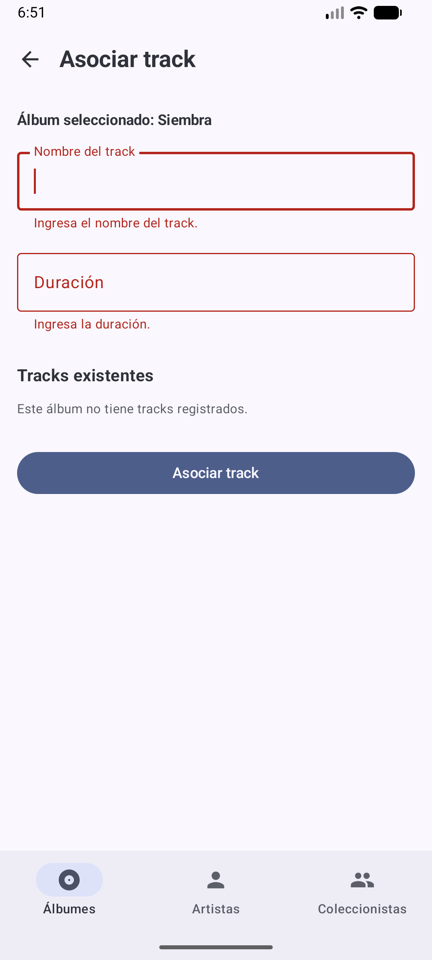 6:51
Asociar track
Álbum seleccionado: Siembra
Nombre del track
Ingresa el nombre del track.
Duración
Ingresa la duración.
Tracks existentes
Este álbum no tiene tracks registrados.
Asociar track
Álbumes
Artistas
Coleccionistas